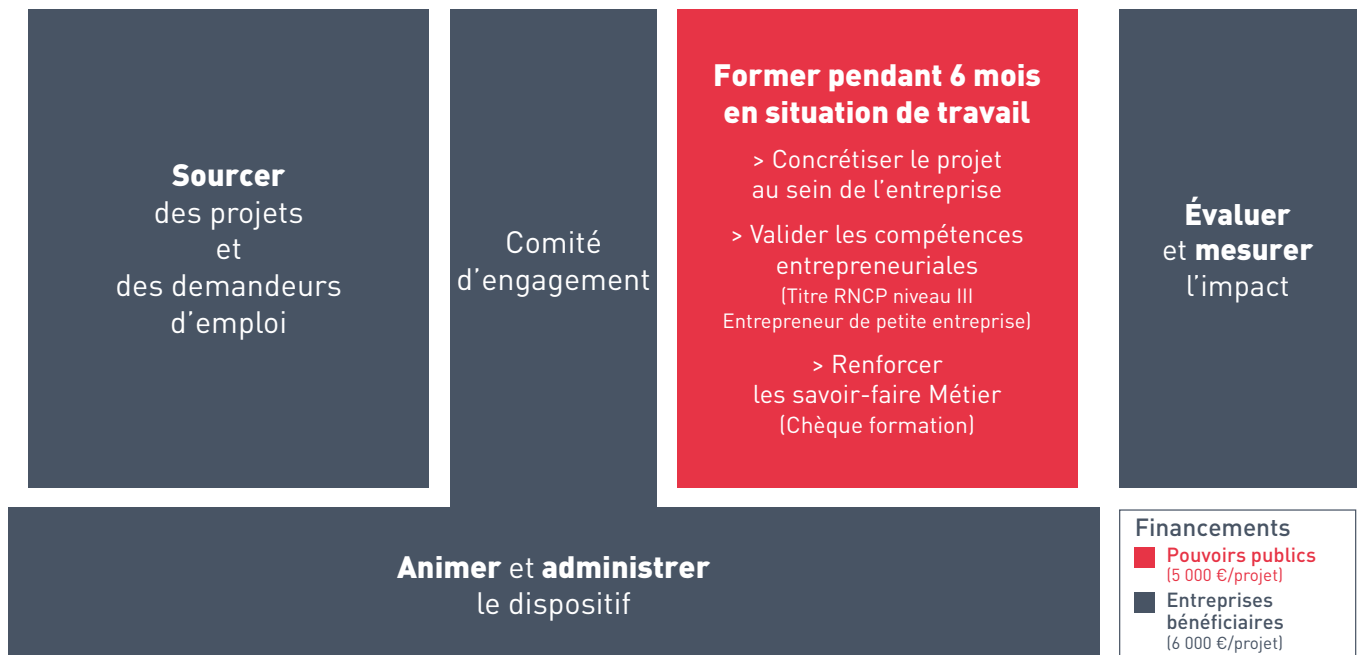 Sourcer
des projets
et
des demandeurs
d’emploi
Comité
d’engagement
Former pendant 6 mois
en situation de travail
> Concrétiser le projet
au sein de l’entreprise
> Valider les compétences
entrepreneuriales
(Titre RNCP niveau III
Entrepreneur de petite entreprise)
> Renforcer
les savoir-faire Métier
(Chèque formation)
Évaluer
et mesurer
l’impact
Animer et administrer
le dispositif
Financements
Pouvoirs publics
(5 000 €/projet)
Entreprises
bénéficiaires
(6 000 €/projet)